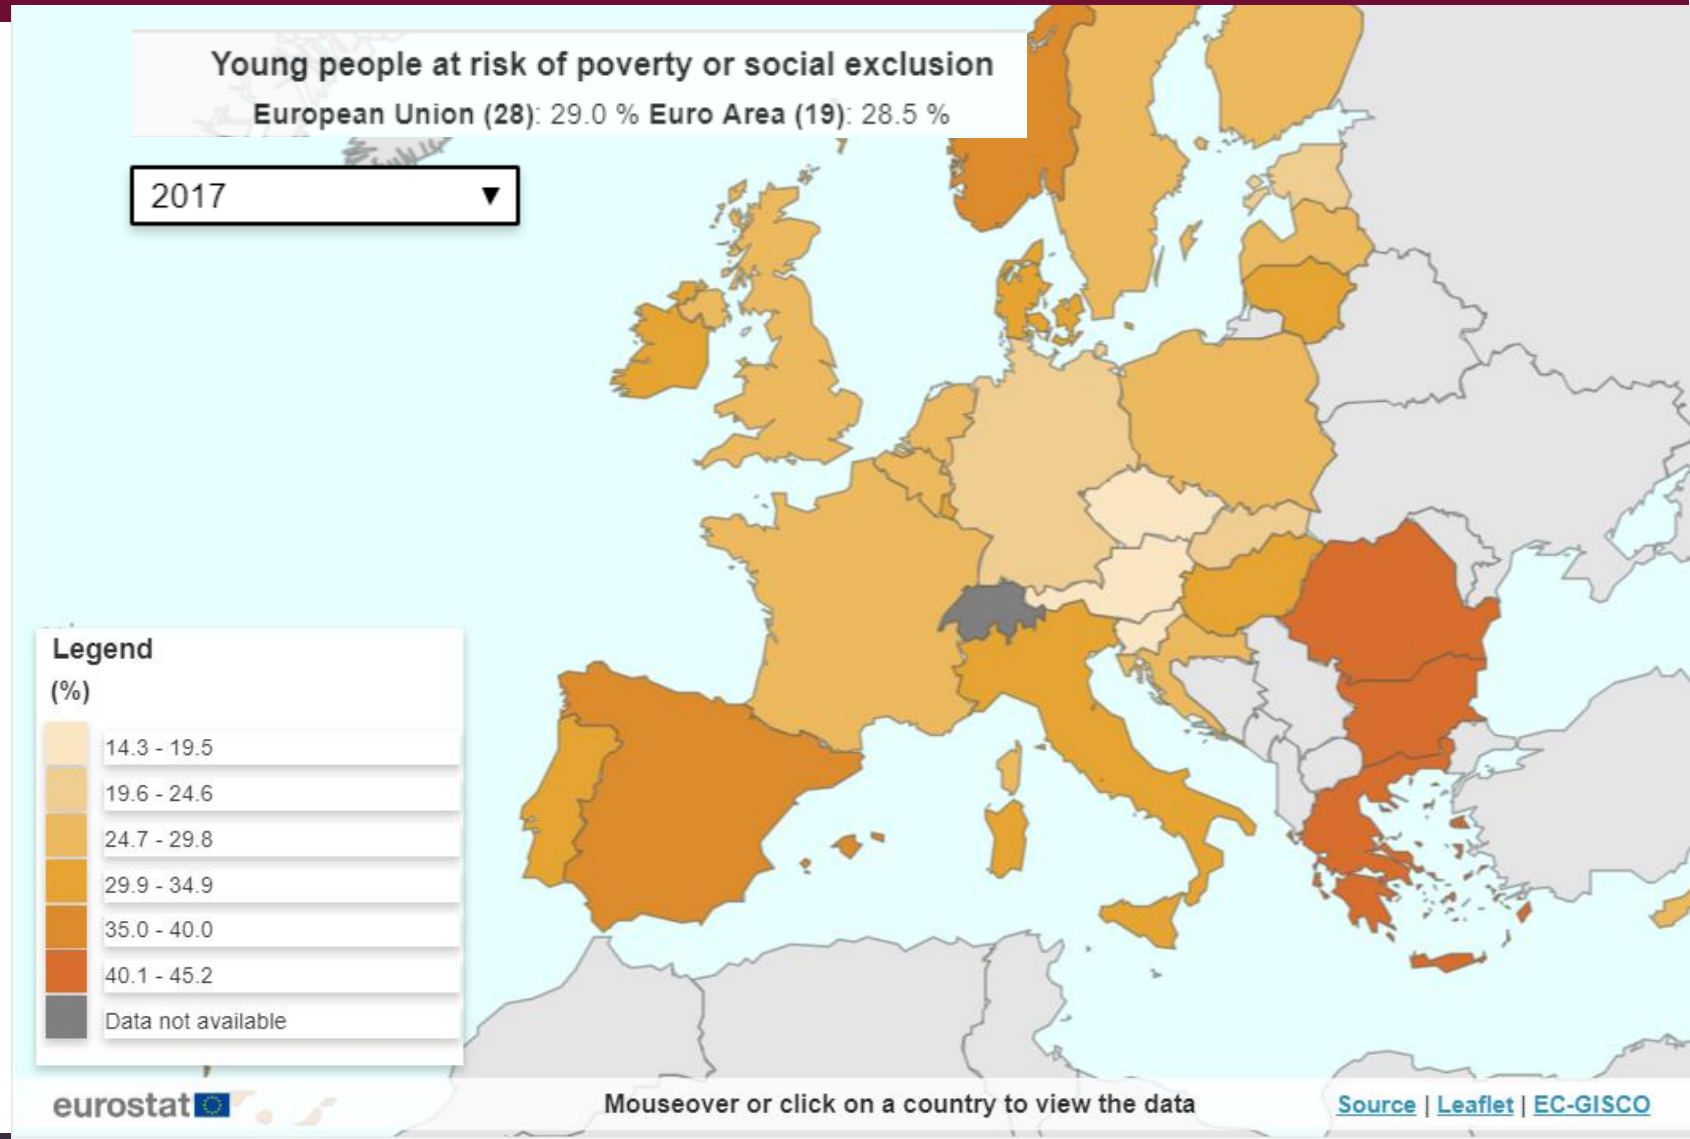 Young people at risk of poverty or social exclusion
European Union (28): 29.0 % Euro Area (19): 28.5 %
2017 ▼
Legend
(%)
14.3 - 19.5
19.6 - 24.6
24.7 - 29.8
29.9 - 34.9
35.0 - 40.0
40.1 - 45.2
Data not available
eurostat
Mouseover or click on a country to view the data
Source | Leaflet | EC-GISCO